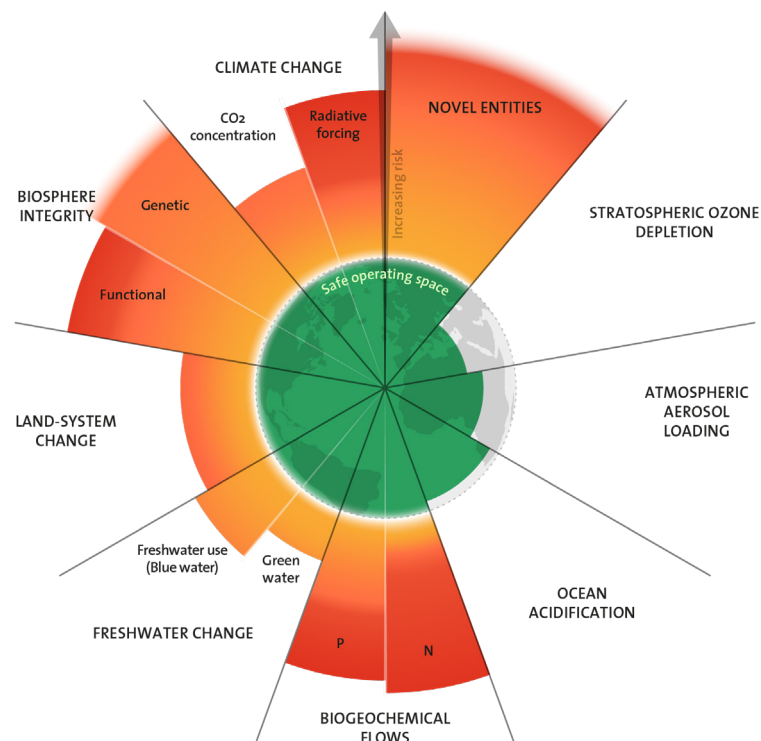 CLIMATE CHANGE
CO2
concentration
Radiative
forcing
NOVEL ENTITIES
Increasing risk
BIOSPHERE
INTEGRITY
Genetic
STRATOSPHERIC OZONE
DEPLETION
Functional
Safe operating space
LAND-SYSTEM
CHANGE
ATMOSPHERIC
AEROSOL
LOADING
Freshwater use
(Blue water)
Green
water
OCEAN
ACIDIFICATION
FRESHWATER CHANGE
P
N
BIOGEOCHEMICAL
FLOWS